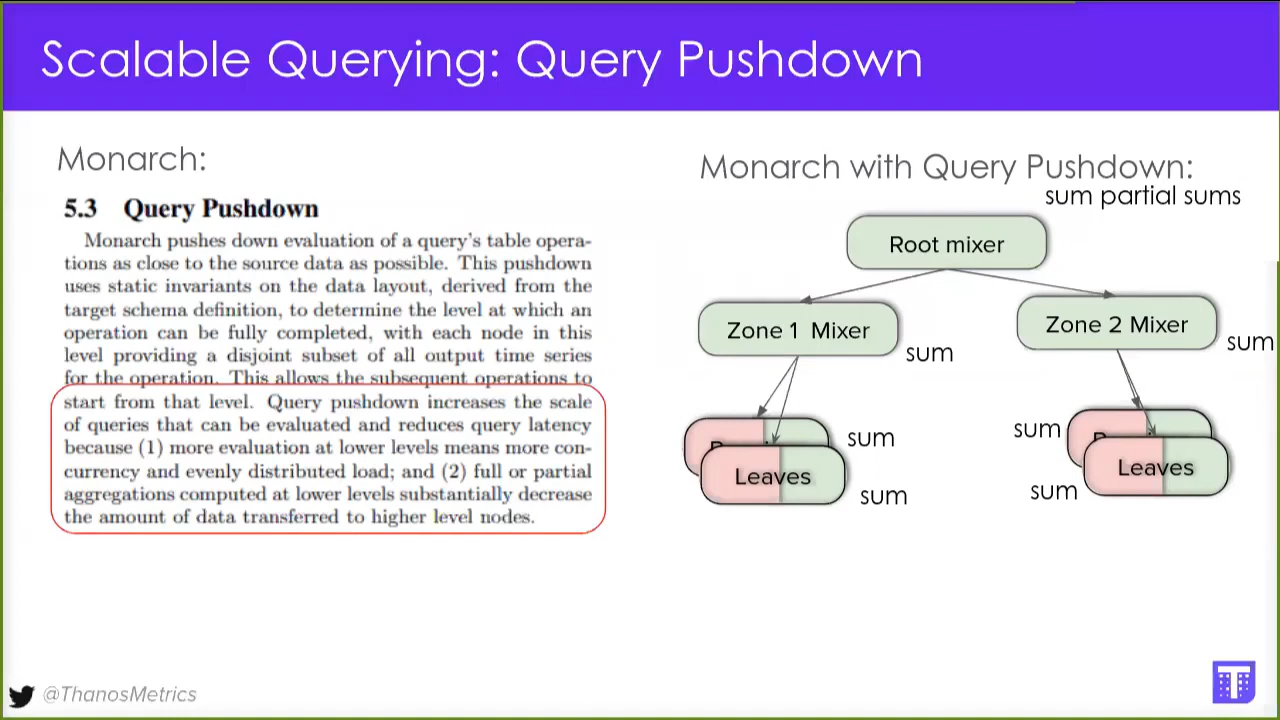 Scalable Querying: Query Pushdown
Monarch:
5.3 Query Pushdown
Monarch pushes down evaluation of a query's table opera-
tions as close to the source data as possible. This pushdown
uses static invariants on the data layout, derived from the
target schema definition, to determine the level at which an
operation can be fully completed, with each node in this
level providing a disjoint subset of all output time series
for the operation. This allows the subsequent operations to
start from that level. Query pushdown increases the scale
of queries that can be evaluated and reduces query latency
because (1) more evaluation at lower levels means more con-
currency and evenly distributed load; and (2) full or partial
aggregations computed at lower levels substantially decrease
the amount of data transferred to higher level nodes.
Monarch with Query Pushdown:
sum partial sums
Root mixer
Zone 1 Mixer
sum
Zone 2 Mixer
sum
sum
Leaves
sum
sum
Leaves
sum
@ThanosMetrics